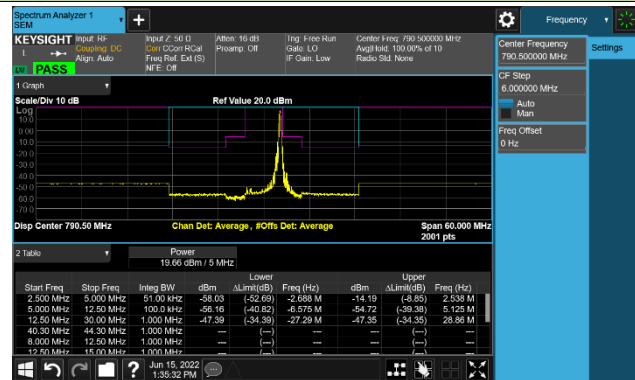 Spectrum Analyzer 1
SEM
Frequency
KEYSIGHT
Input: RF
Coupling: DC
Align: Auto
Input Z: 50 Ω
Corr CCorr RCal
Freq Ref: Ext (S)
NFE: Off
Atten: 16 dB
Preamp: Off
Trig: Free Run
Gate: LO
IF Gain: Low
Center Freq: 790.500000 MHz
Avg|Hold: 100.00% of 10
Radio Std: None
L
PASS
Center Frequency
790.500000 MHz
Settings
CF Step
6.000000 MHz
Auto
Man
Freq Offset
0 Hz
1 Graph
Scale/Div 10 dB
Ref Value 20.0 dBm
Log
10.0
0.00
-10.0
-20.0
-30.0
-40.0
-50.0
-60.0
-70.0
Disp Center 790.50 MHz
Chan Det: Average , #Offs Det: Average
Span 60.000 MHz
2001 pts
2 Table
Power
19.66 dBm / 5 MHz
Lower
Upper
Start Freq Stop Freq Integ BW dBm ΔLimit(dB) Freq (Hz) dBm ΔLimit(dB) Freq (Hz)
2.500 MHz 5.000 MHz 51.00 kHz -58.03 (-52.69) -2.688 M -14.19 (-8.85) 2.538 M
5.000 MHz 12.50 MHz 100.0 kHz -56.16 (-40.82) -6.575 M -54.72 (-39.38) 5.125 M
12.50 MHz 30.00 MHz 1.000 MHz -47.39 (-34.39) -27.29 M -47.35 (-34.35) 28.86 M
40.30 MHz 44.30 MHz 1.000 MHz --- (---) --- (---) ---
8.000 MHz 12.50 MHz 1.000 MHz --- (---) --- (---) ---
12.50 MHz 15.00 MHz 1.000 MHz --- (---) --- (---) ---
Jun 15, 2022
1:35:32 PM